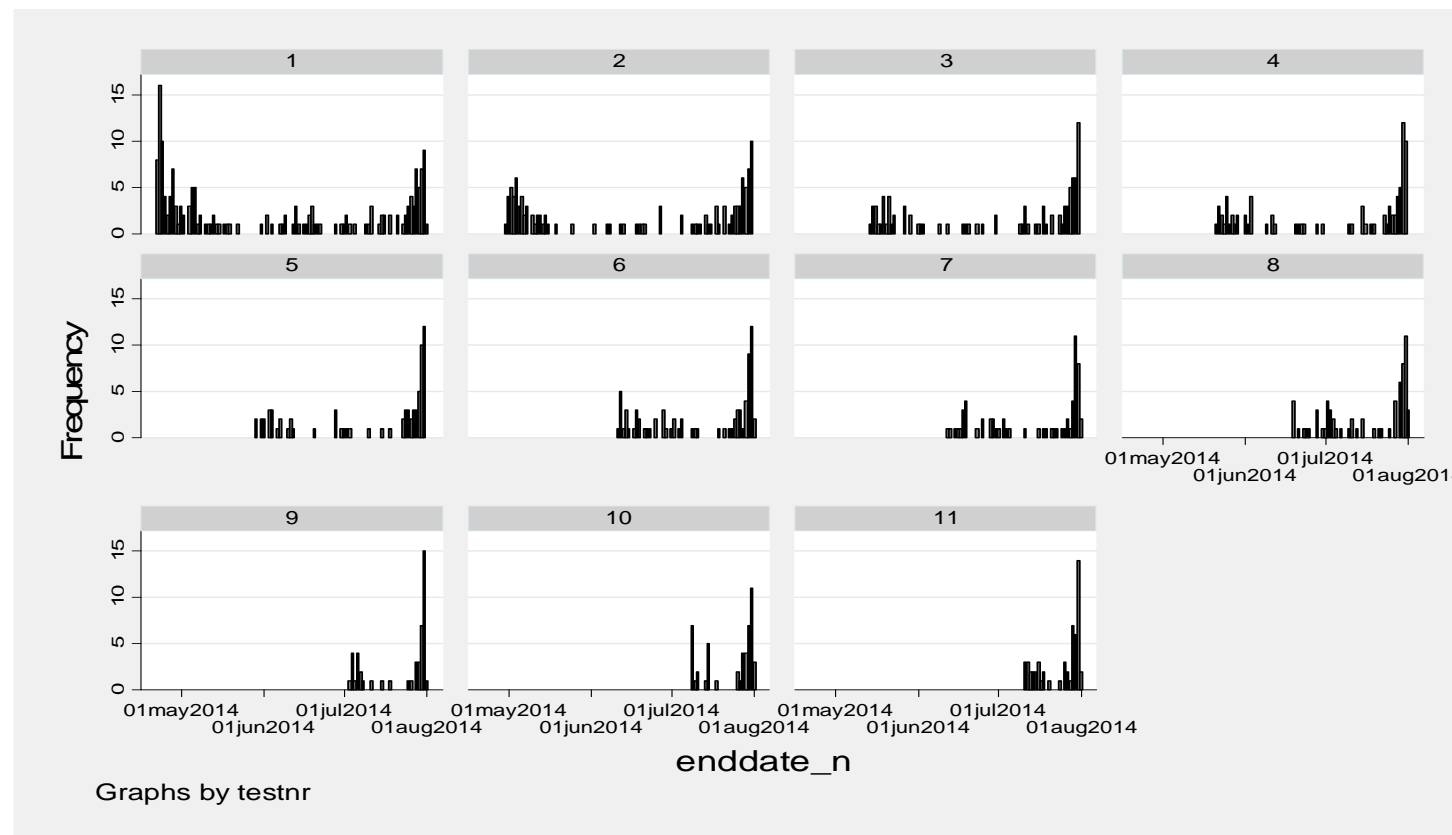 1 2 3 4
15
10
5
0
5 6 7 8
15
10
5
0
Frequency
01may2014 01jul2014
01jun2014 01aug201
9 10 11
15
10
5
0
01may2014 01jul2014 01may2014 01jul2014 01may2014 01jul2014
01jun2014 01aug2014 01jun2014 01aug2014 01jun2014 01aug2014
enddate_n
Graphs by testnr